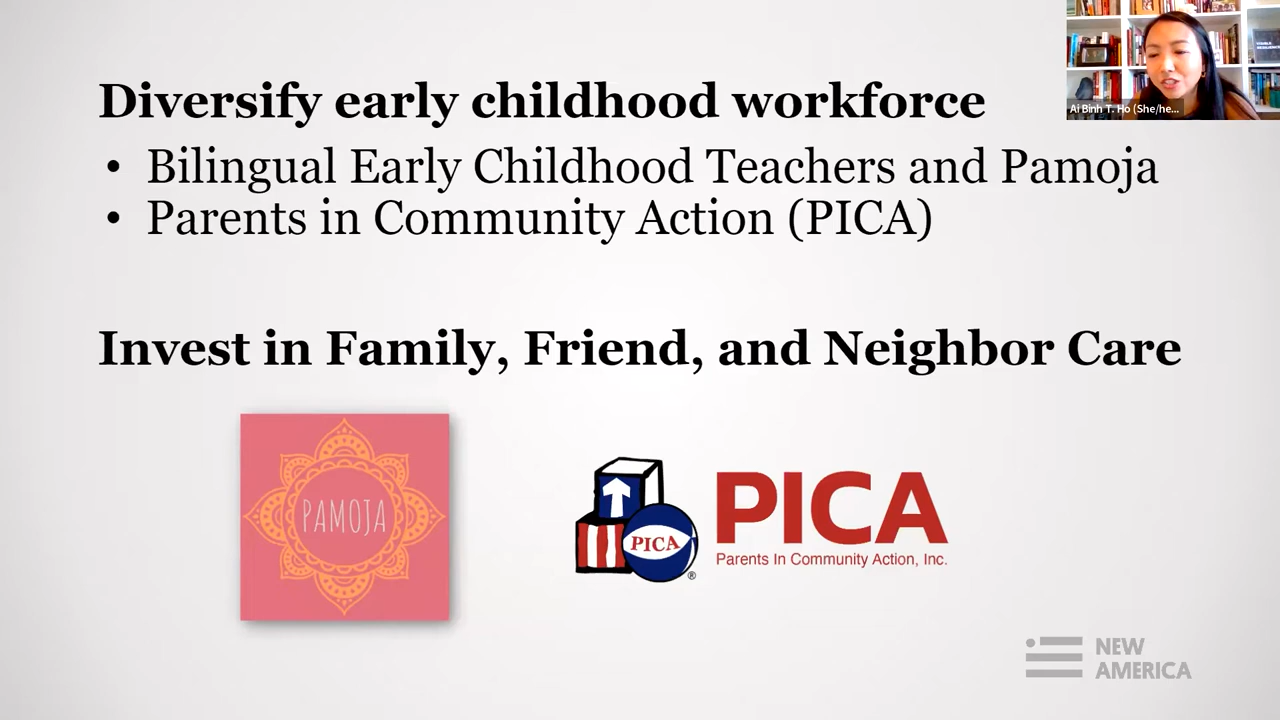 Diversify early childhood workforce
• Bilingual Early Childhood Teachers and Pamoja
• Parents in Community Action (PICA)
Invest in Family, Friend, and Neighbor Care
Ai Binh T. Ho (She/he...
PAMOJA
PICA
®
PICA
Parents In Community Action, Inc.
NEW
AMERICA